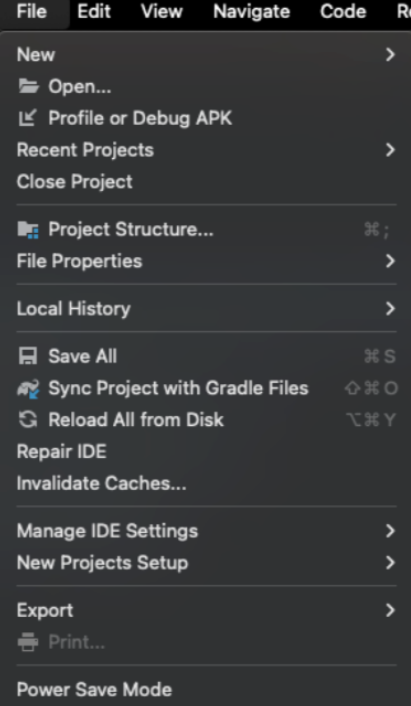 File Edit View Navigate Code
New
Open...
Profile or Debug APK
Recent Projects
Close Project
Project Structure... ⌘ ;
File Properties
Local History
Save All ⌘ S
Sync Project with Gradle Files ⇧ ⌘ O
Reload All from Disk ⌥ ⌘ Y
Repair IDE
Invalidate Caches...
Manage IDE Settings
New Projects Setup
Export
Print...
Power Save Mode